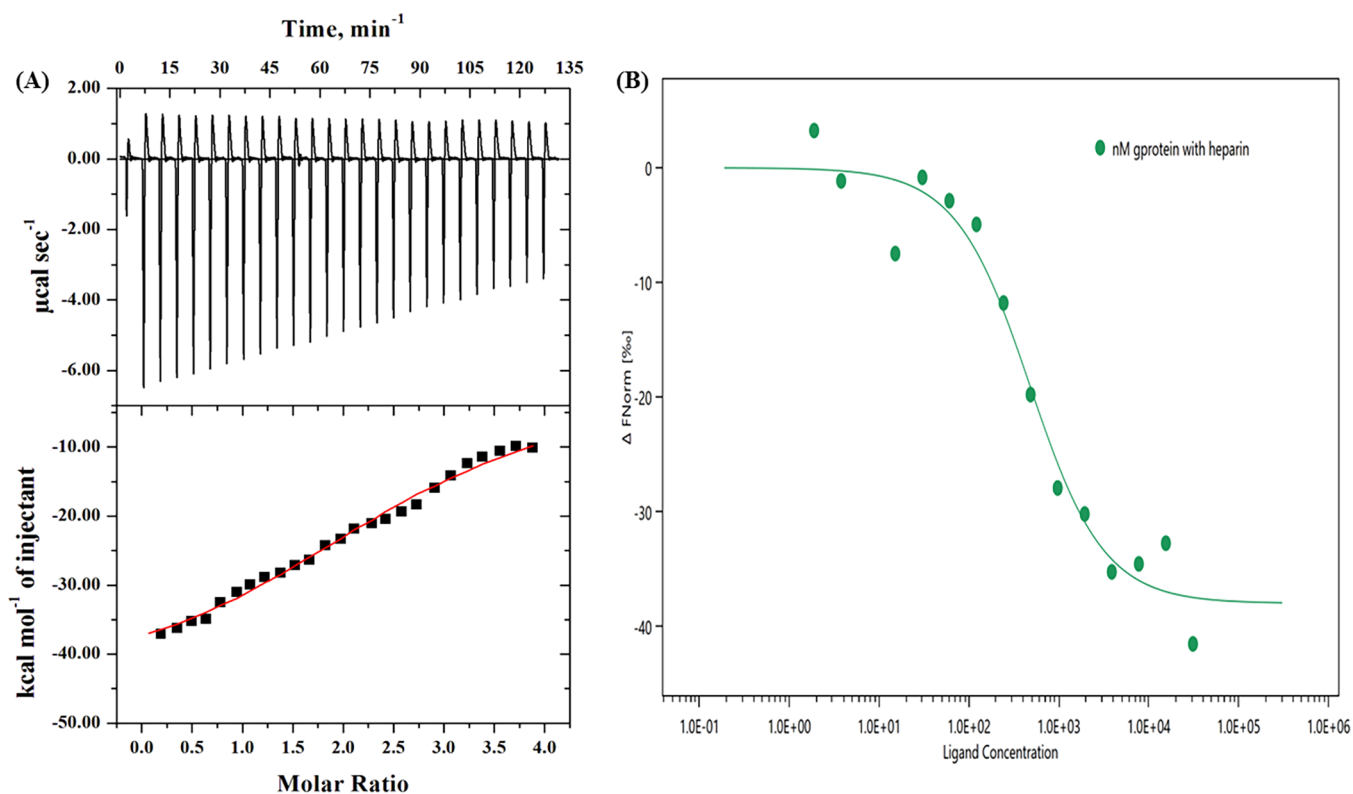 (A)
Time, min-1
0 15 30 45 60 75 90 105 120 135
2.00
0.00
-2.00
-4.00
-6.00
µcal sec-1
-10.00
-20.00
-30.00
-40.00
-50.00
kcal mol-1 of injectant
0.0 0.5 1.0 1.5 2.0 2.5 3.0 3.5 4.0
Molar Ratio
(B)
nM gprotein with heparin
0
-10
-20
-30
-40
Δ FNorm [‰]
1.0E-01 1.0E+00 1.0E+01 1.0E+02 1.0E+03 1.0E+04 1.0E+05 1.0E+06
Ligand Concentration